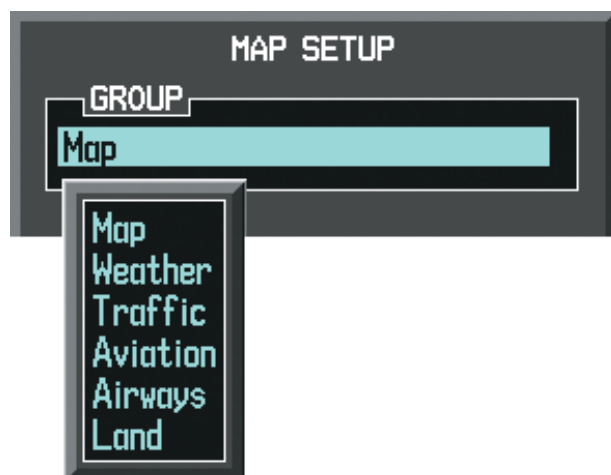 MAP SETUP
GROUP
Map
Map
Weather
Traffic
Aviation
Airways
Land